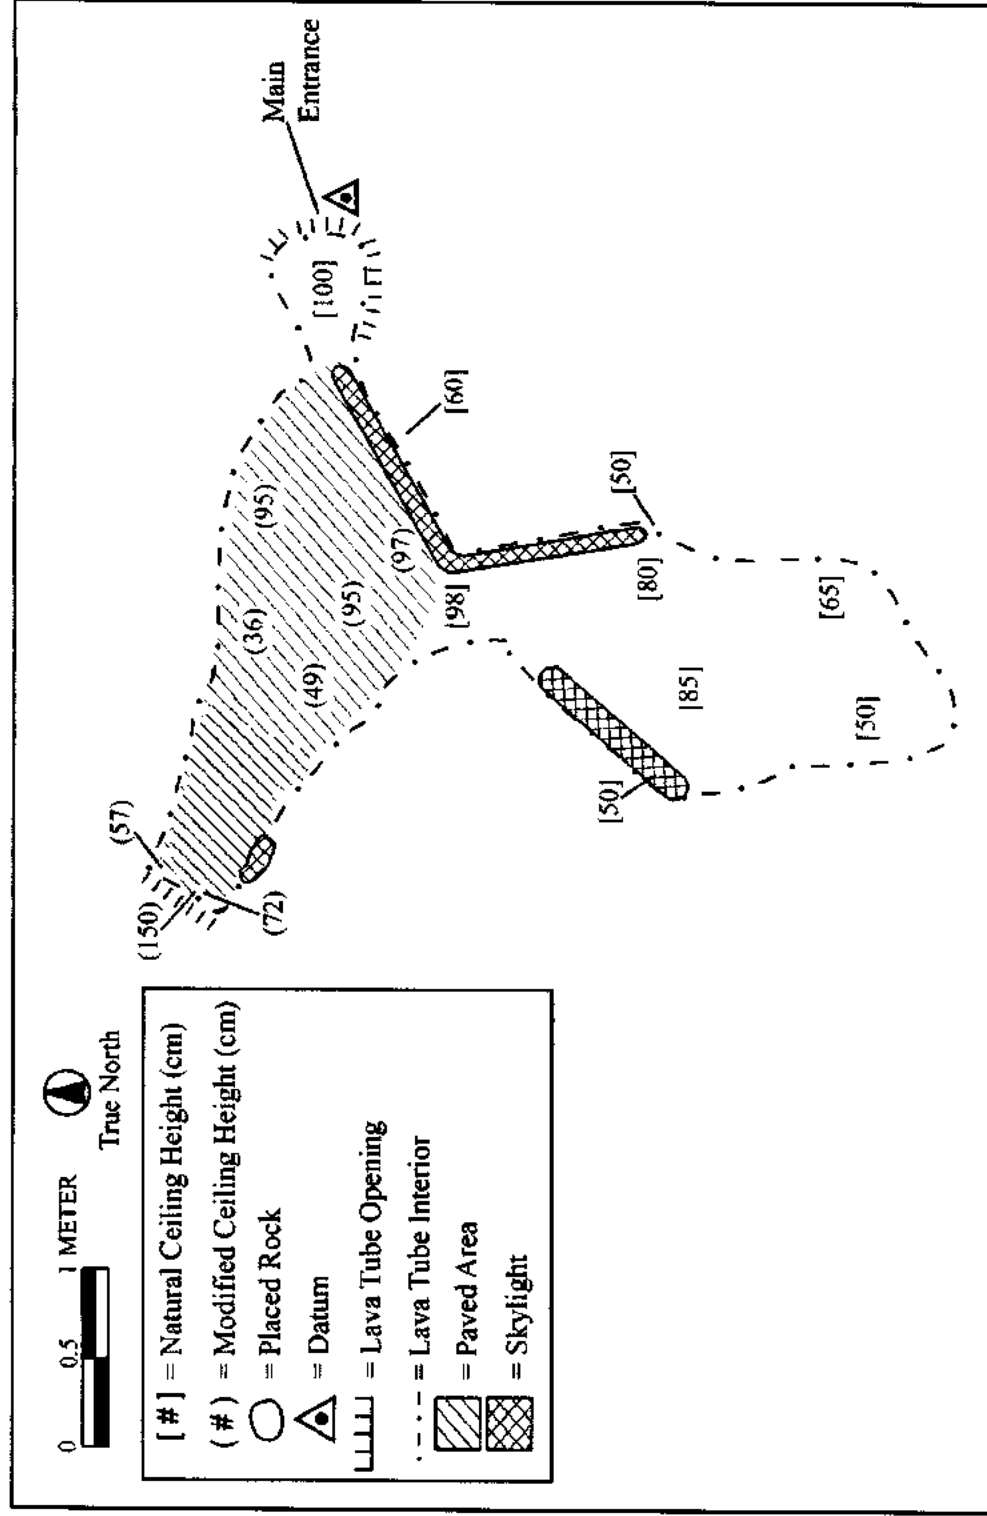 (57)
(150)
(72)
(36)
(95)
(49)
(95)
(97)
[98]
[100]
Main
Entrance
[60]
[50]
[80]
[50]
[85]
[65]
[50]
0 0.5 1 METER
True North
[#] = Natural Ceiling Height (cm)
(#) = Modified Ceiling Height (cm)
= Placed Rock
= Datum
= Lava Tube Opening
= Lava Tube Interior
= Paved Area
= Skylight